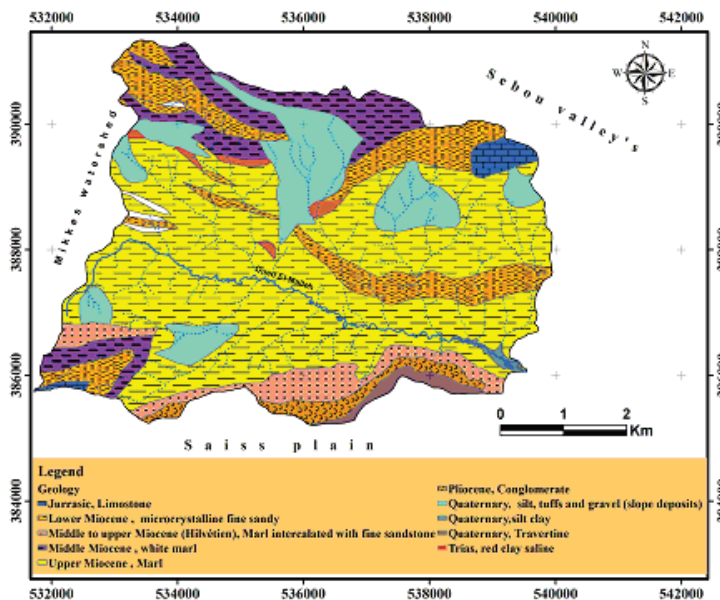 532000 534000 536000 538000 540000 542000
N
W E
S
Sebou valley's
390000
Mikkes watershed
388000
386000
384000
0 1 2
Km
Saiss plain
Legend
Geology
Jurrasic, Limostone
Lower Miocene , microcrystalline fine sandy
Middle to upper Miocene (Hilvétien), Marl intercalated with fine sandstone
Middle Miocene , white marl
Upper Miocene , Marl
Pliocene, Conglomerate
Quaternary, silt, tuffs and gravel (slope deposits)
Quaternary,silt clay
Quaternary, Travertine
Trias, red clay saline
532000 534000 536000 538000 540000 542000